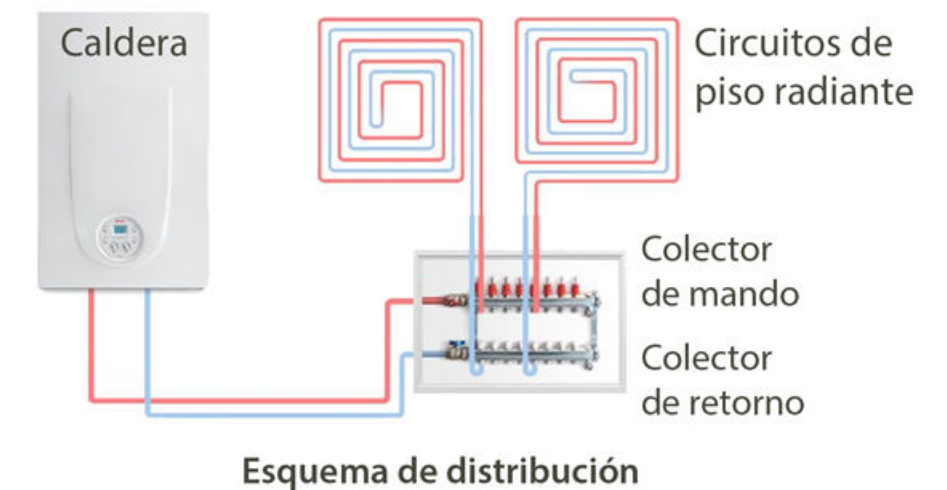 Caldera
Circuitos de
piso radiante
Colector
de mando
Colector
de retorno
Esquema de distribución